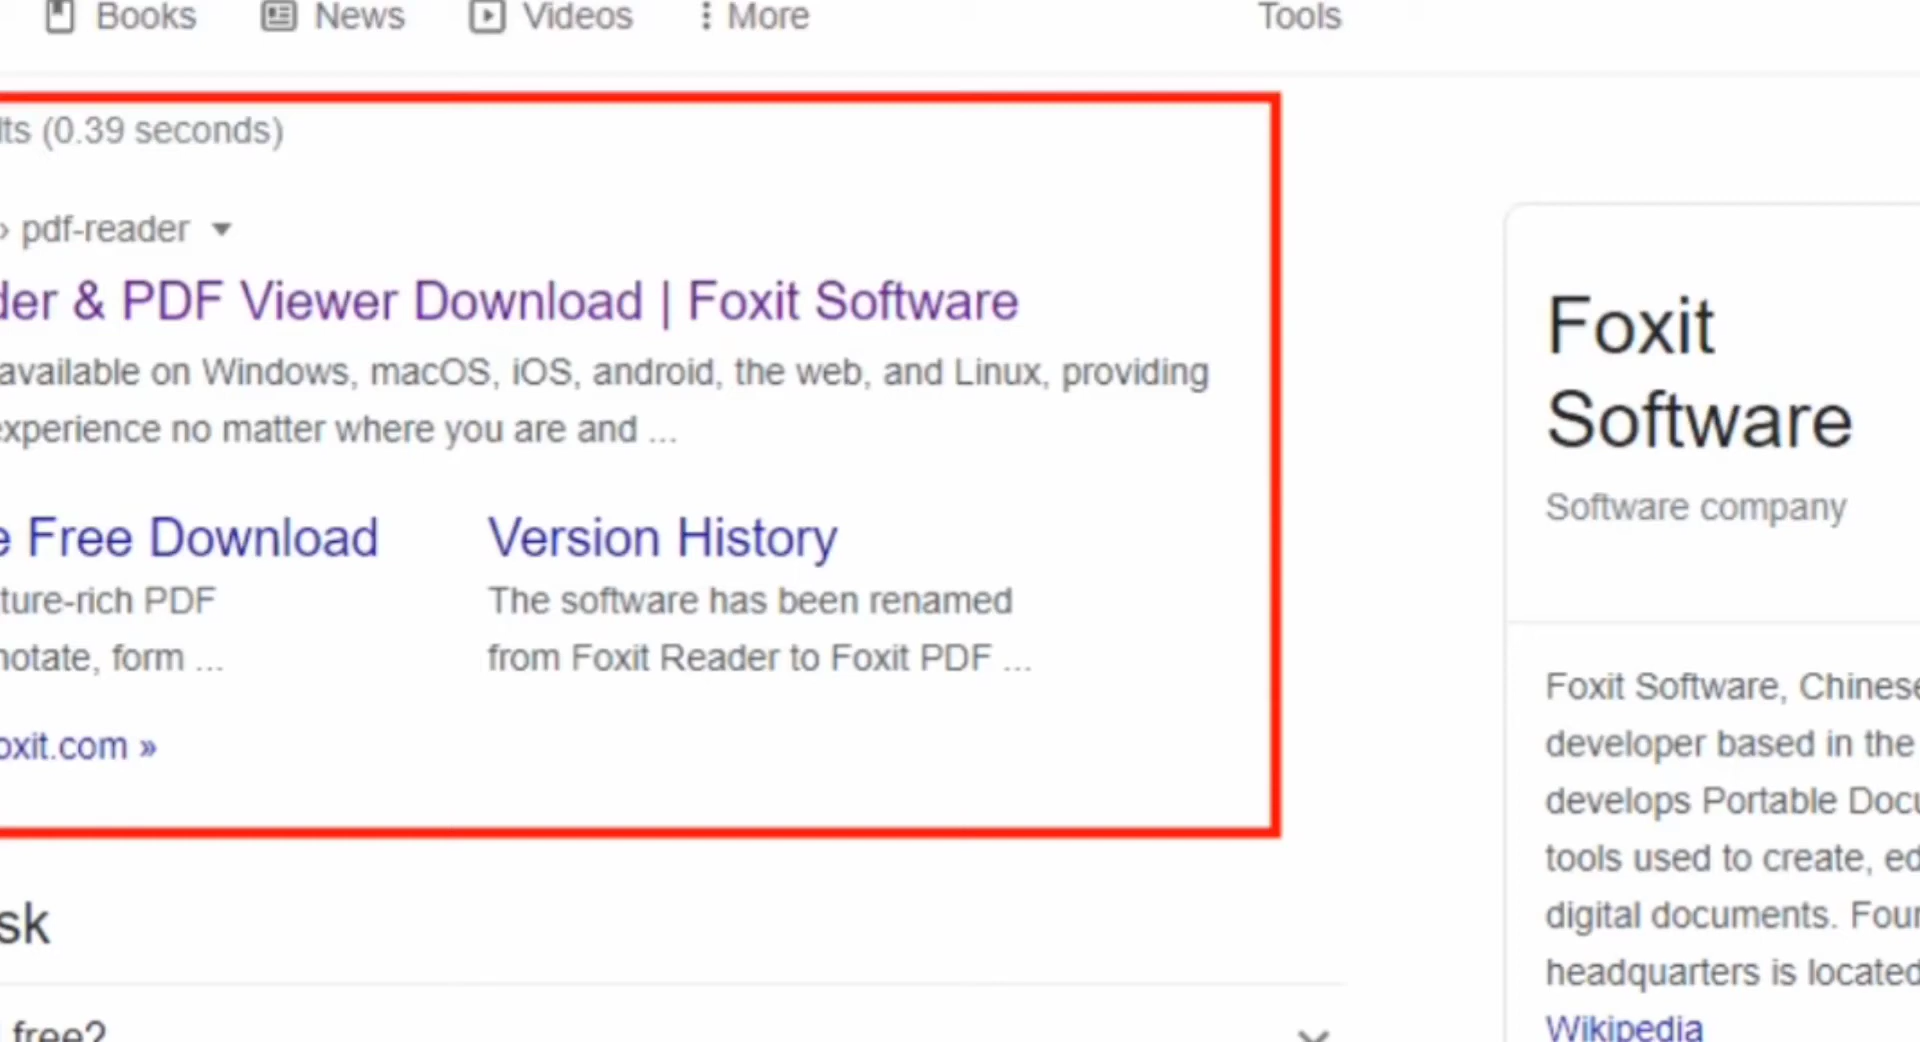 Books News Videos More Tools
lts (0.39 seconds)
› pdf-reader
der & PDF Viewer Download | Foxit Software
available on Windows, macOS, iOS, android, the web, and Linux, providing
experience no matter where you are and ...
e Free Download
ture-rich PDF
notate, form ...
Version History
The software has been renamed
from Foxit Reader to Foxit PDF ...
oxit.com »
sk
free?
Foxit
Software
Software company
Foxit Software, Chinese
developer based in the
develops Portable Docu
tools used to create, ed
digital documents. Foun
headquarters is located
Wikipedia